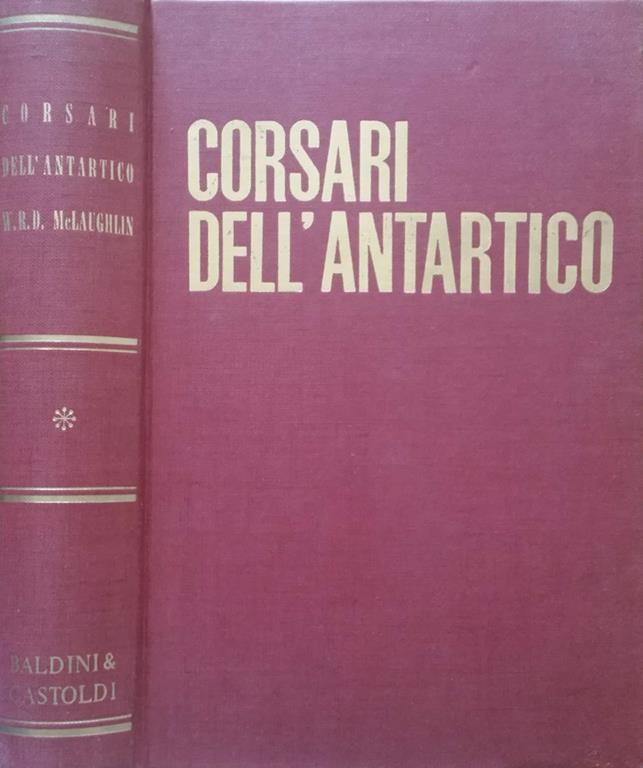 CORSARI
DELL'ANTARTICO
W.R.D. McLAUGHLIN
BALDINI &
CASTOLDI
CORSARI
DELL'ANTARTICO